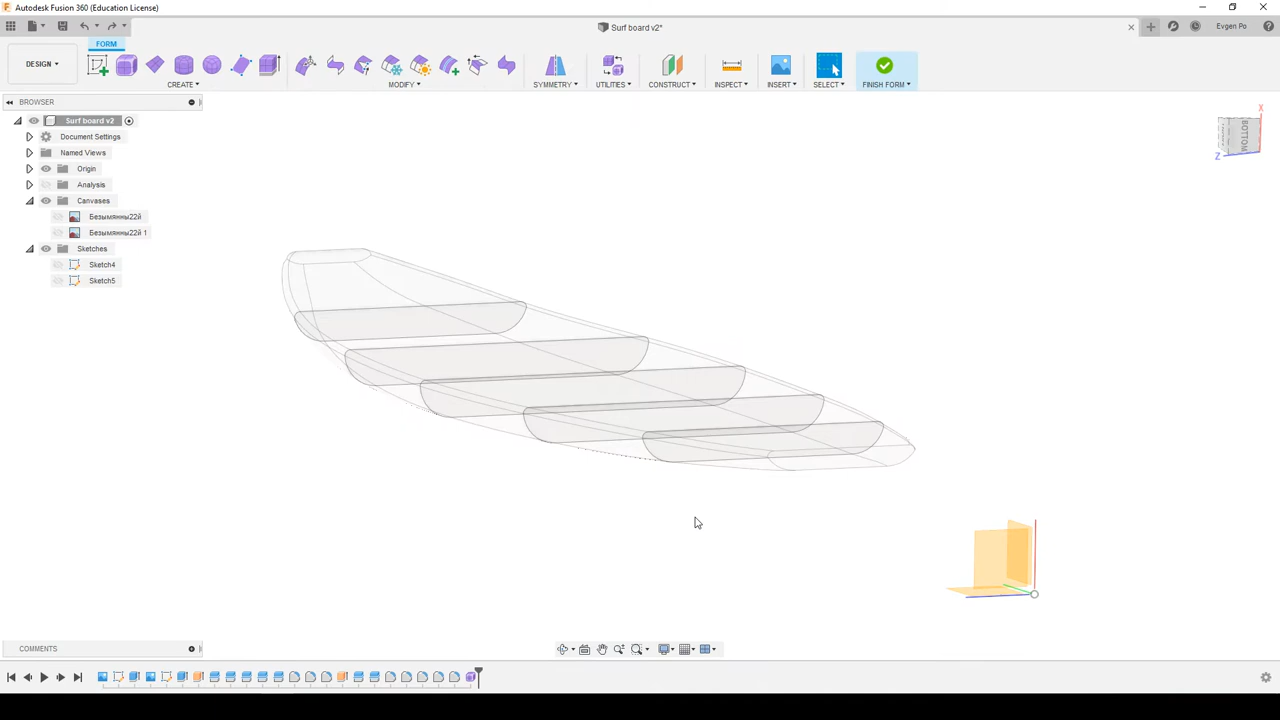 Autodesk Fusion 360 (Education License)
Surf board v2*
Evgen Po
FORM
DESIGN
CREATE
MODIFY
SYMMETRY
UTILITIES
CONSTRUCT
INSPECT
INSERT
SELECT
FINISH FORM
BROWSER
Surf board v2
Document Settings
Named Views
Origin
Analysis
Canvases
Безымянны22й
Безымянны22й 1
Sketches
Sketch4
Sketch5
X
BOTTOM
Z
COMMENTS